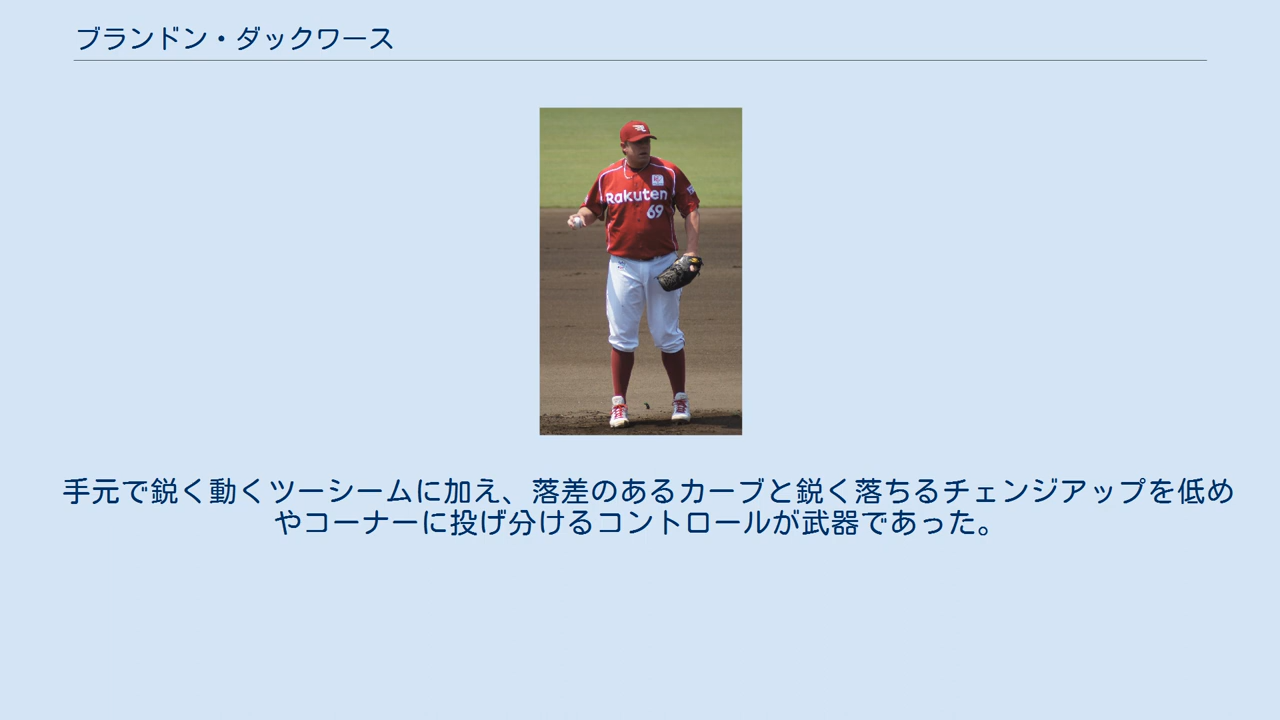 ブランドン・ダックワース
Rakuten
69
手元で鋭く動くツーシームに加え、落差のあるカーブと鋭く落ちるチェンジアップを低め
やコーナーに投げ分けるコントロールが武器であった。